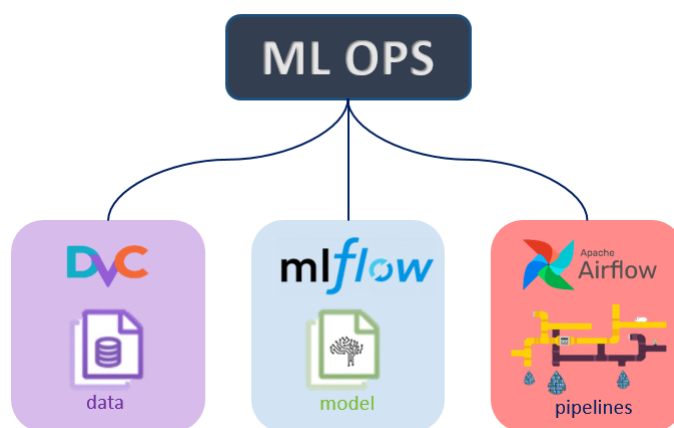 ML OPS
DVC
mlflow
Apache
Airflow
data
model
pipelines